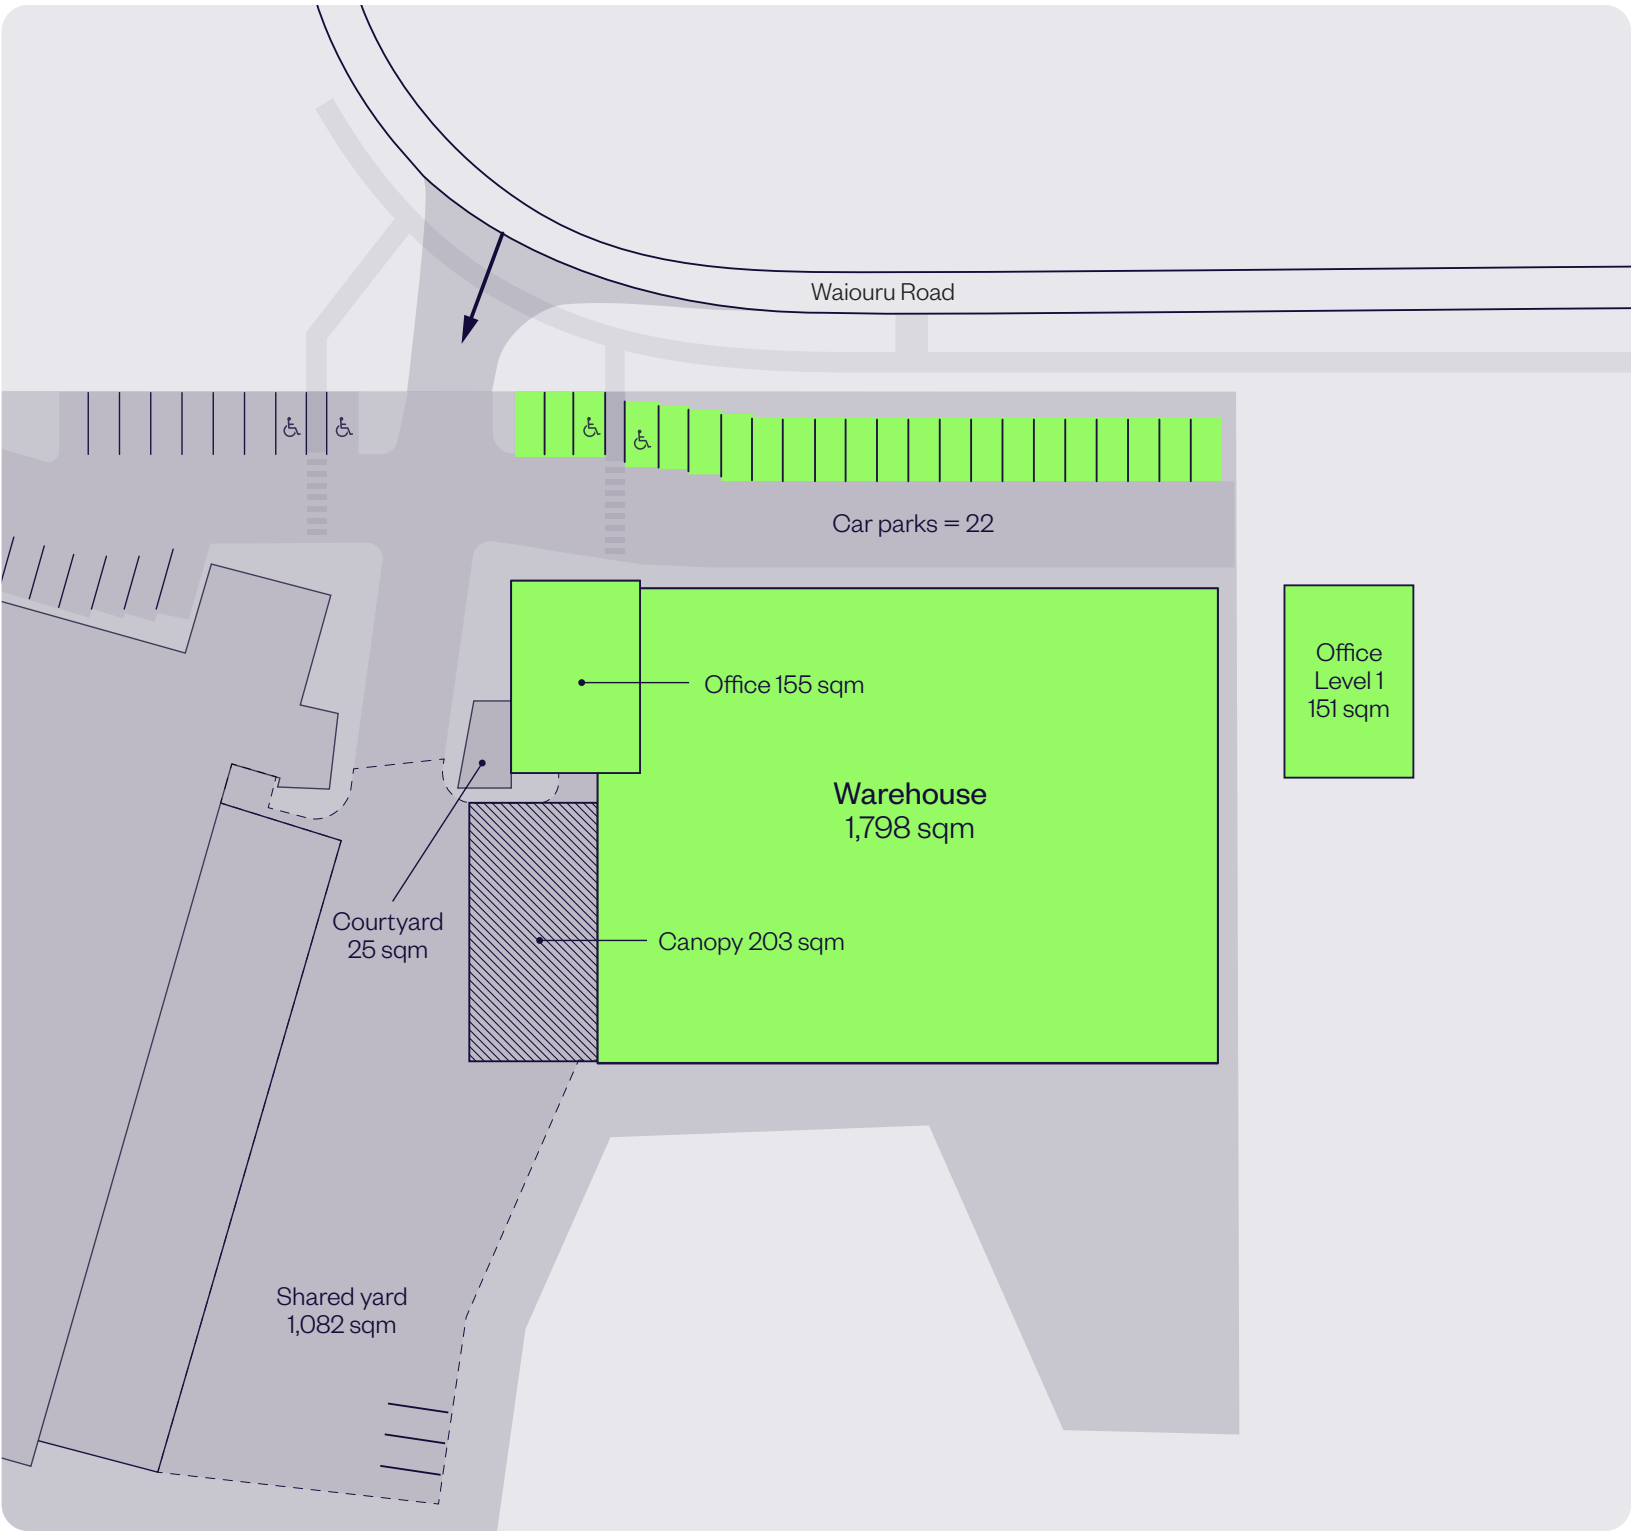 Waiouru Road
Car parks = 22
Office 155 sqm
Office
Level 1
151 sqm
Warehouse
1,798 sqm
Courtyard
25 sqm
Canopy 203 sqm
Shared yard
1,082 sqm